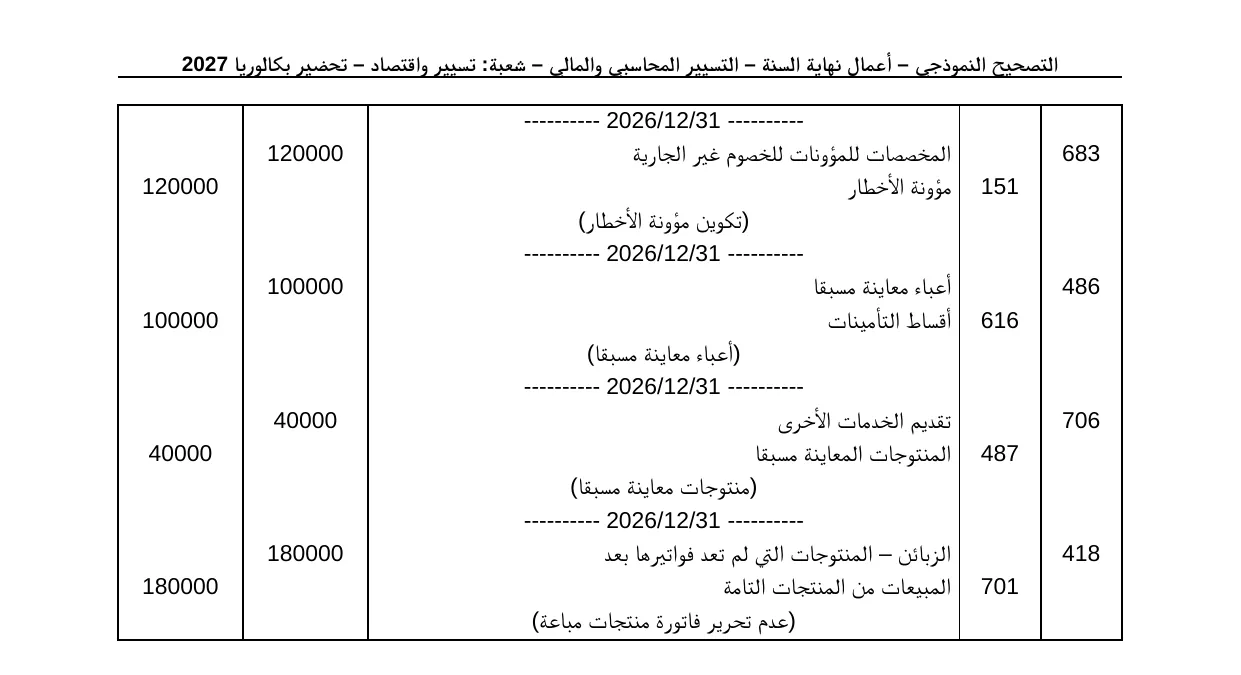 التصحيح النموذجي – أعمال نهاية السنة – التسيير المحاسبي والمالي – شعبة: تسيير واقتصاد – تحضير بكالوريا 2027
---------- 2026/12/31 ----------
683 المخصصات للمؤونات للخصوم غير الجارية 120000
151 مؤونة الأخطار 120000
(تكوين مؤونة الأخطار)
---------- 2026/12/31 ----------
486 أعباء معاينة مسبقا 100000
616 أقساط التأمينات 100000
(أعباء معاينة مسبقا)
---------- 2026/12/31 ----------
706 تقديم الخدمات الأخرى 40000
487 المنتوجات المعاينة مسبقا 40000
(منتوجات معاينة مسبقا)
---------- 2026/12/31 ----------
418 الزبائن – المنتوجات التي لم تعد فواتيرها بعد 180000
701 المبيعات من المنتجات التامة 180000
(عدم تحرير فاتورة منتجات مباعة)